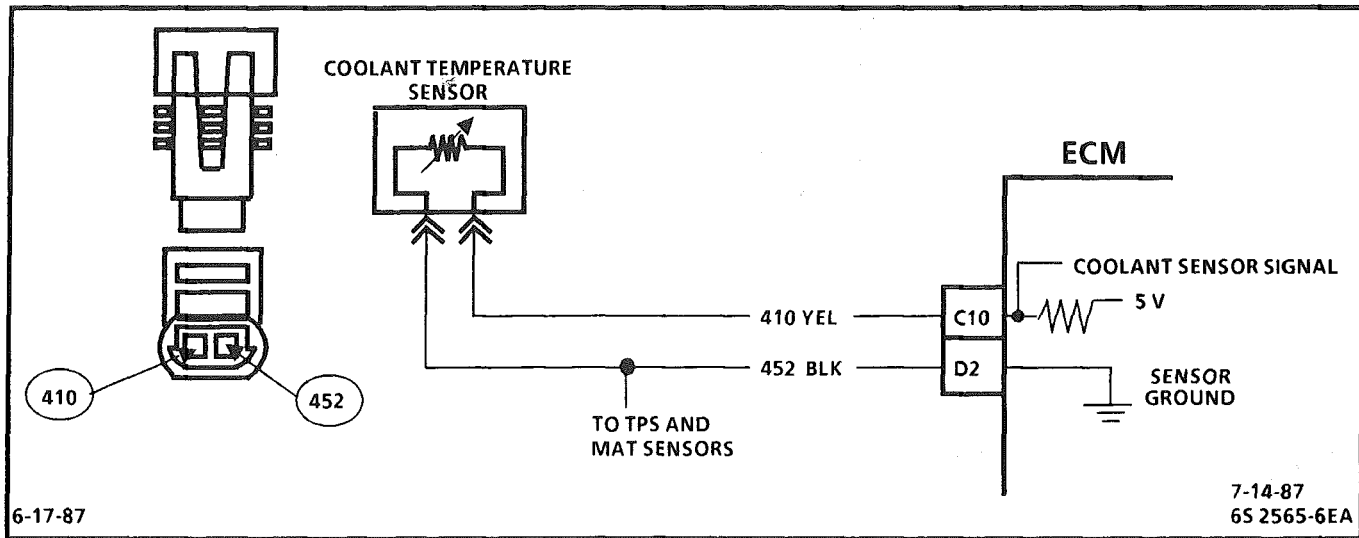 COOLANT TEMPERATURE
SENSOR
ECM
COOLANT SENSOR SIGNAL
5 V
410 YEL
C10
452 BLK
D2
SENSOR
GROUND
TO TPS AND
MAT SENSORS
410
452
6-17-87
7-14-87
6S 2565-6EA